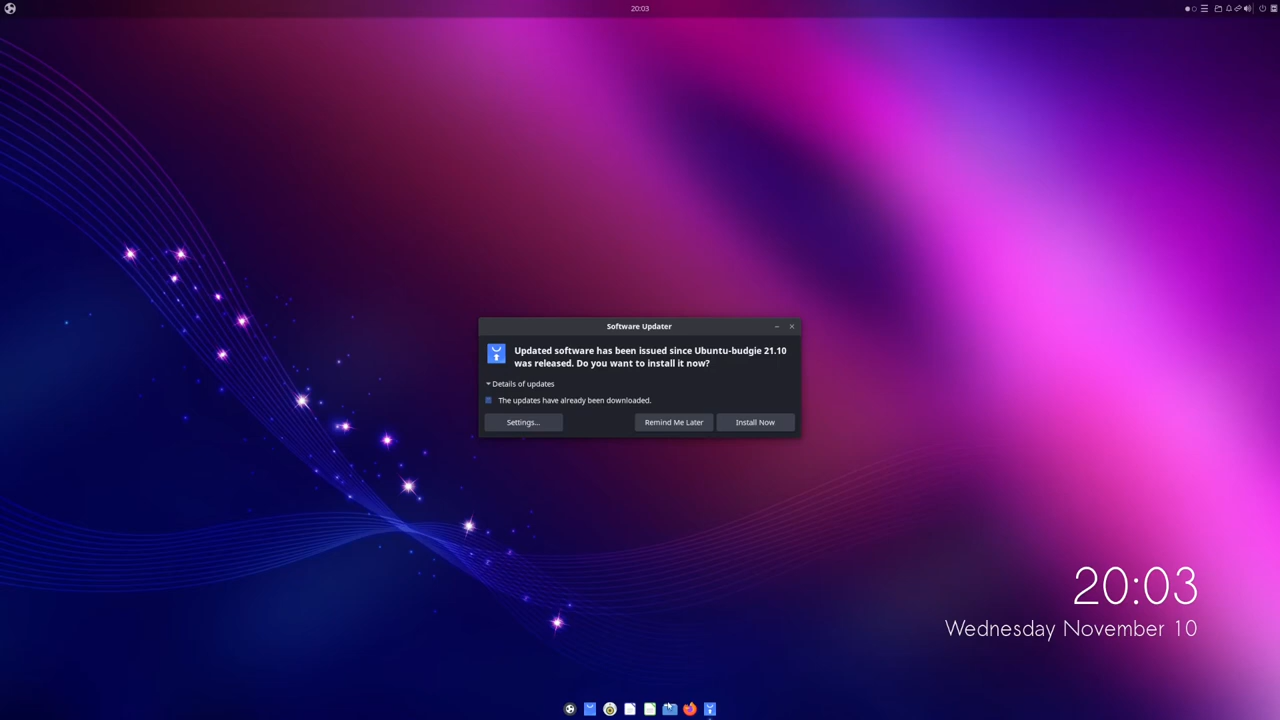 20:03
Software Updater
Updated software has been issued since Ubuntu-budgie 21.10
was released. Do you want to install it now?
Details of updates
The updates have already been downloaded.
Settings...
Remind Me Later
Install Now
20:03
Wednesday November 10